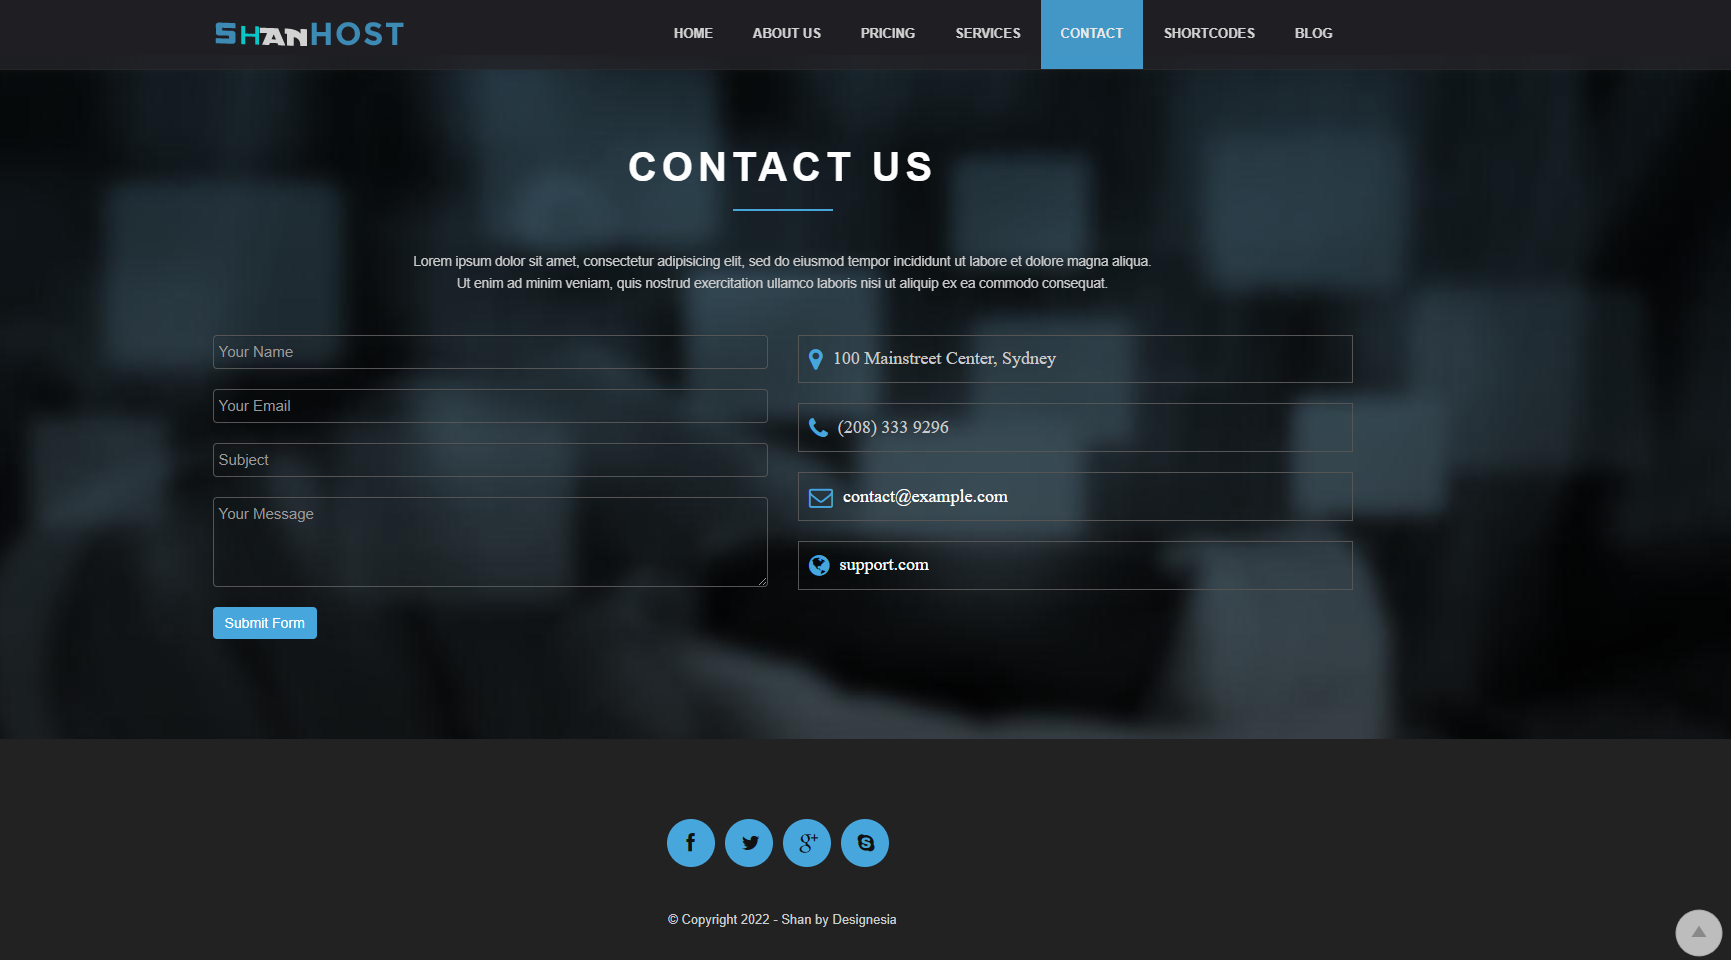 SHANHOST
HOME ABOUT US PRICING SERVICES CONTACT SHORTCODES BLOG
CONTACT US
Lorem ipsum dolor sit amet, consectetur adipisicing elit, sed do eiusmod tempor incididunt ut labore et dolore magna aliqua.
Ut enim ad minim veniam, quis nostrud exercitation ullamco laboris nisi ut aliquip ex ea commodo consequat.
Your Name
Your Email
Subject
Your Message
Submit Form
100 Mainstreet Center, Sydney
(208) 333 9296
contact@example.com
support.com
© Copyright 2022 - Shan by Designesia